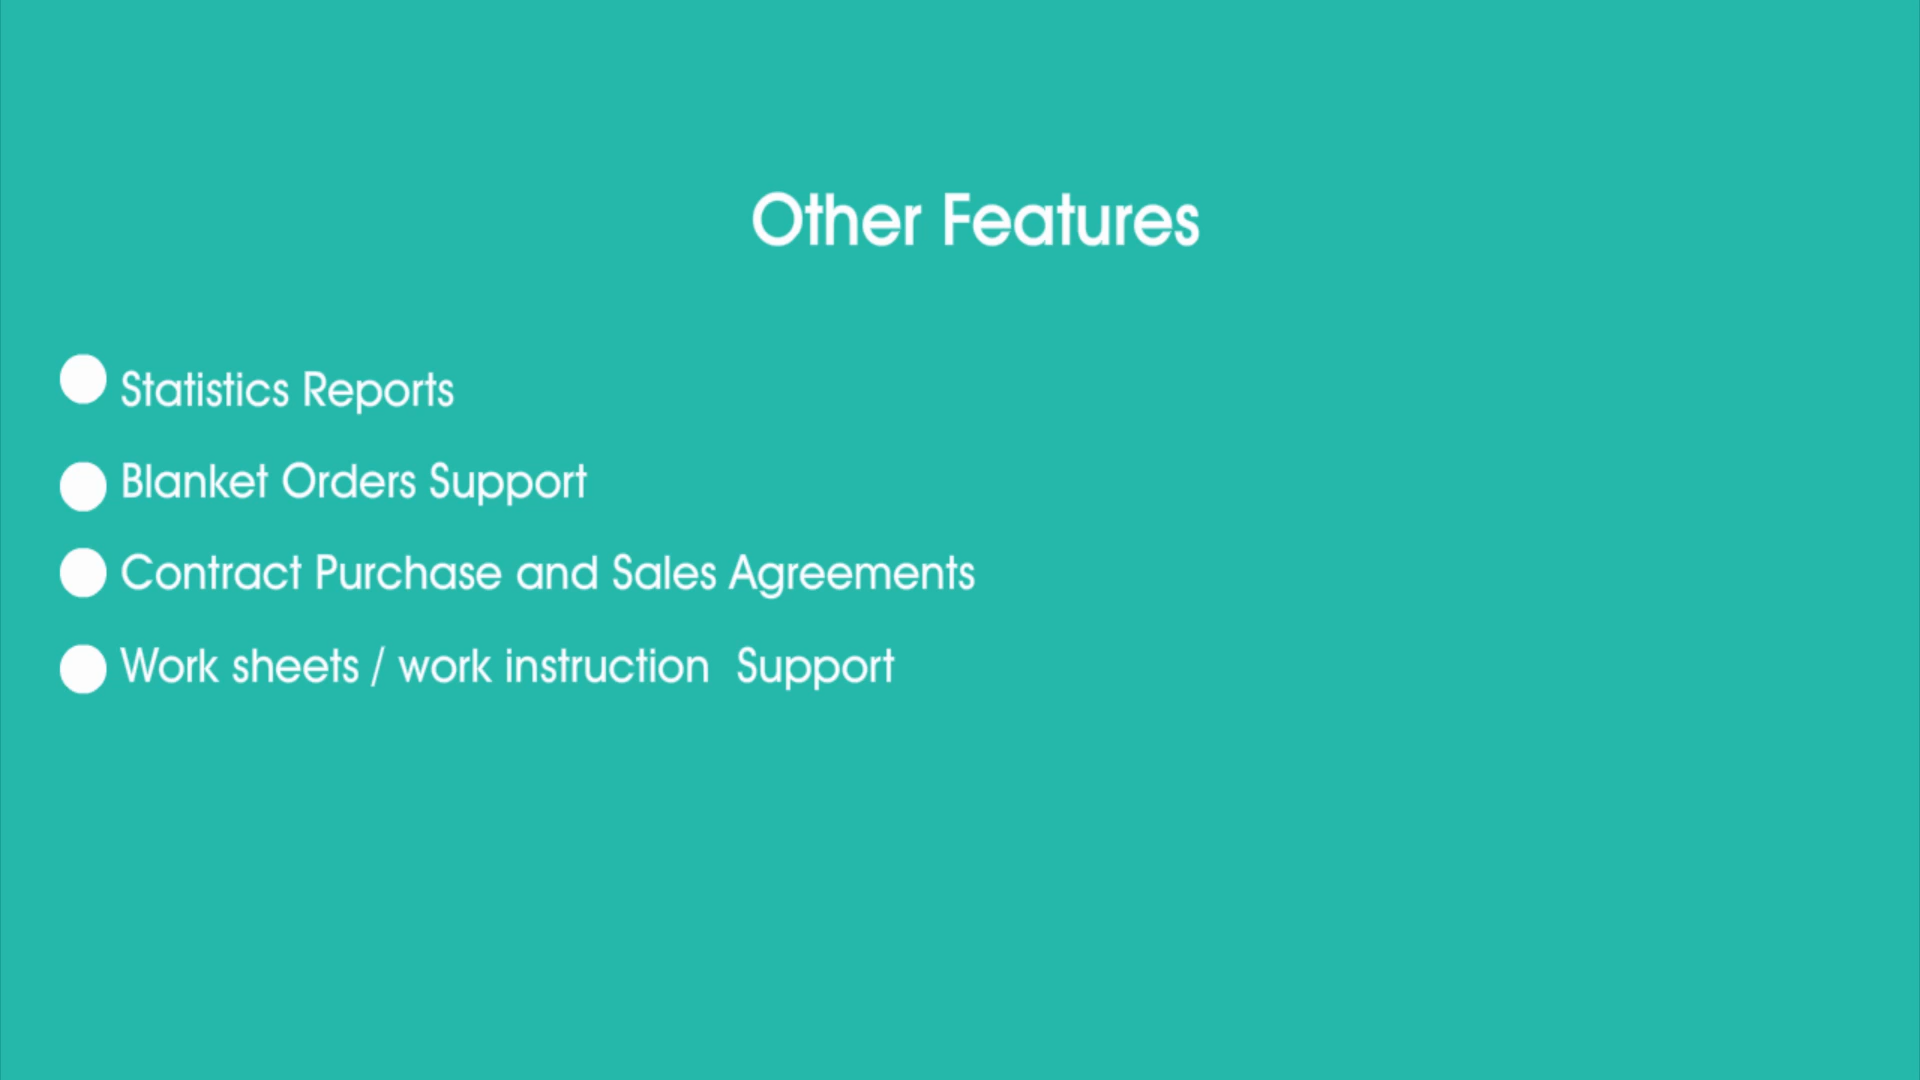 Other Features
Statistics Reports
Blanket Orders Support
Contract Purchase and Sales Agreements
Work sheets / work instruction  Support